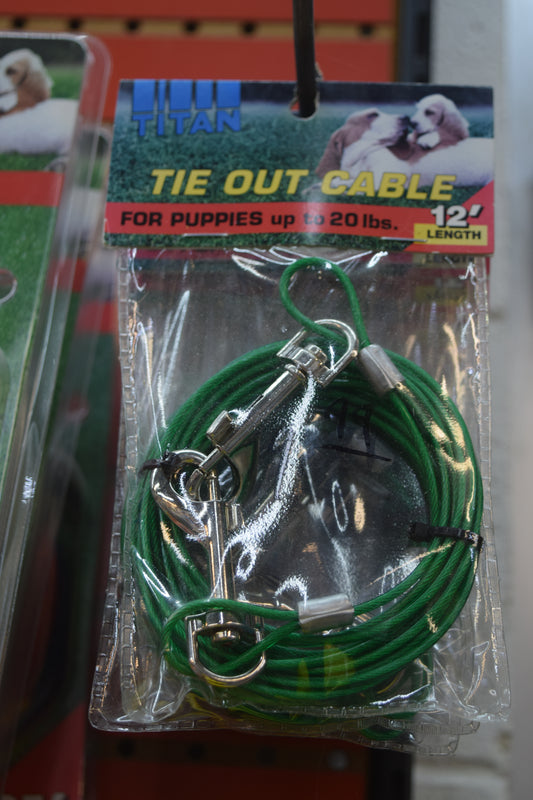 TITAN
TIE OUT CABLE
FOR PUPPIES up to 20 lbs.
12'
LENGTH